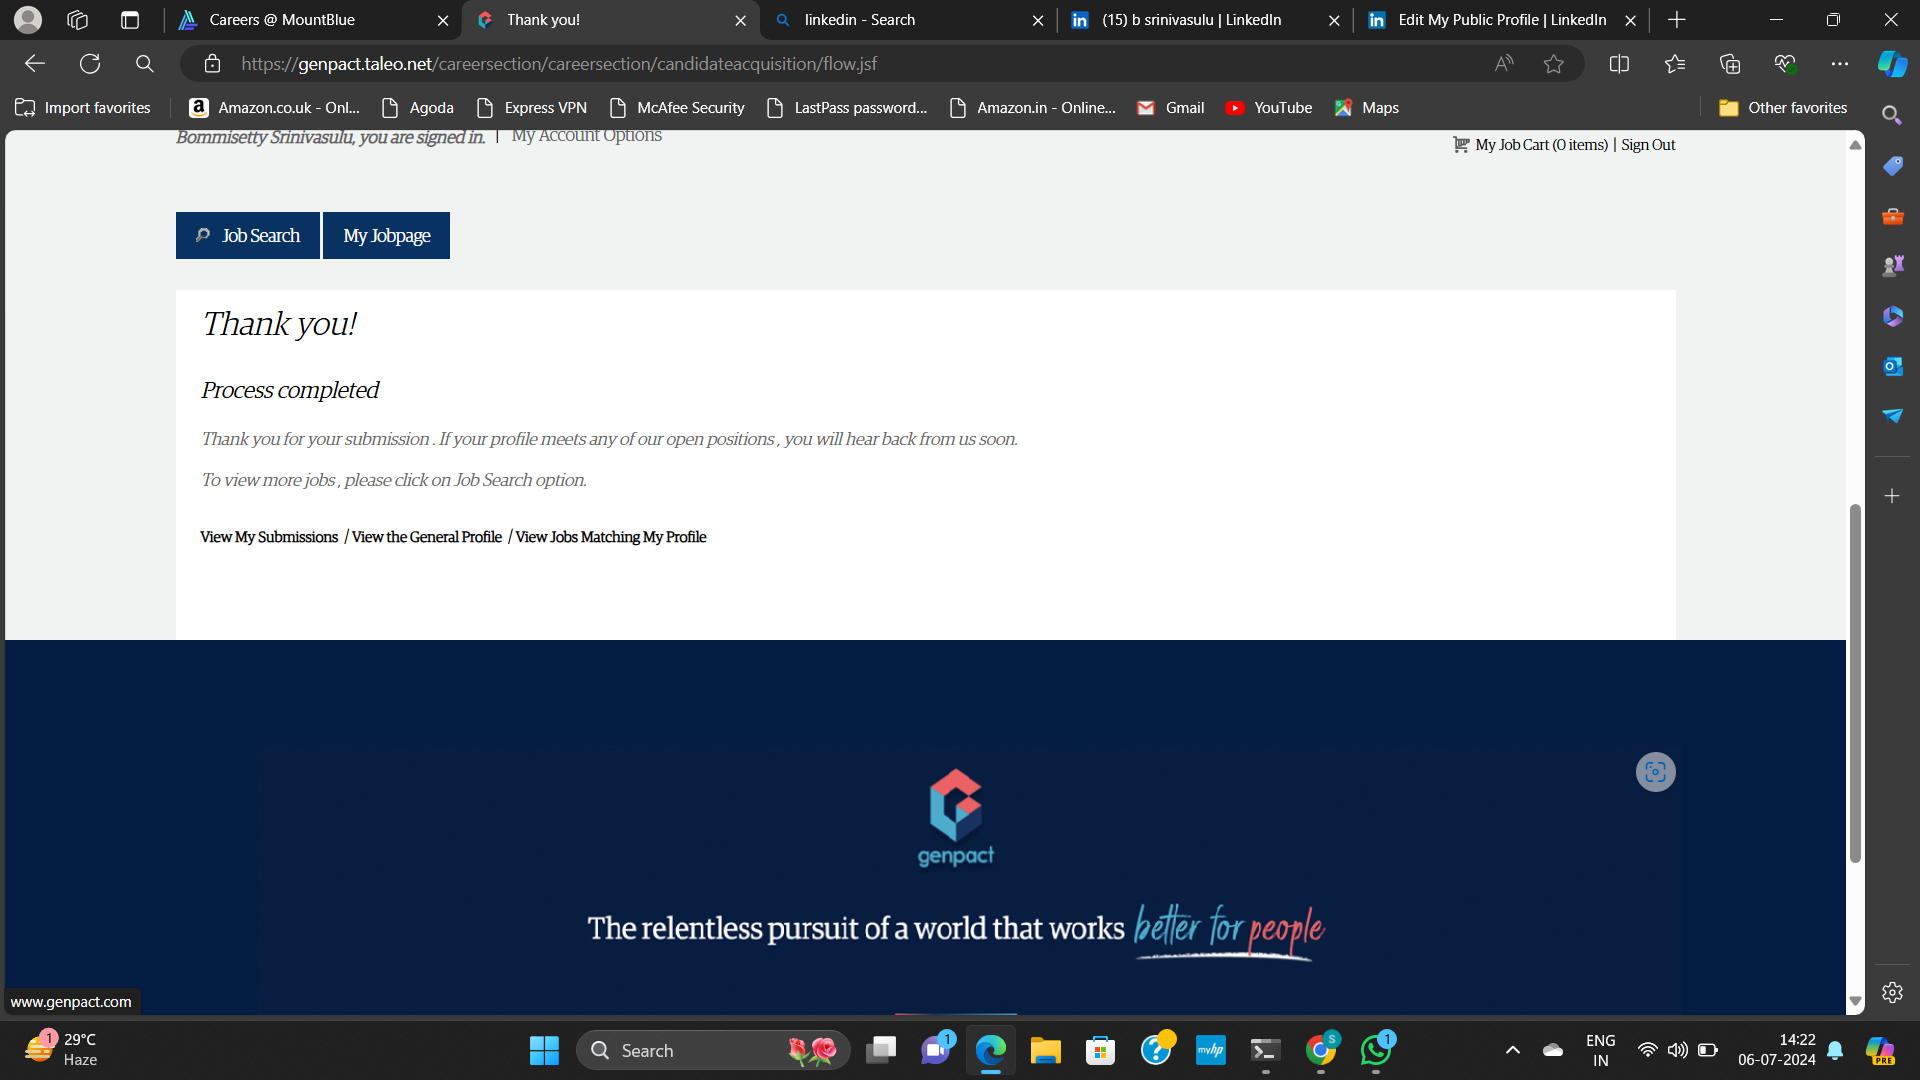 Careers @ MountBlue
Thank you!
linkedin - Search
(15) b srinivasulu | LinkedIn
Edit My Public Profile | LinkedIn
https://genpact.taleo.net/careersection/careersection/candidateacquisition/flow.jsf
Import favorites
Amazon.co.uk - Onl...
Agoda
Express VPN
McAfee Security
LastPass password...
Amazon.in - Online...
Gmail
YouTube
Maps
Other favorites
Bommisetty Srinivasulu, you are signed in. | My Account Options
My Job Cart (0 items) | Sign Out
Job Search
My Jobpage
Thank you!
Process completed
Thank you for your submission . If your profile meets any of our open positions , you will hear back from us soon.
To view more jobs , please click on Job Search option.
View My Submissions / View the General Profile / View Jobs Matching My Profile
genpact
The relentless pursuit of a world that works better for people
www.genpact.com
1
29°C
Haze
Search
1
myhp
S
1
ENG
IN
14:22
06-07-2024
PRE